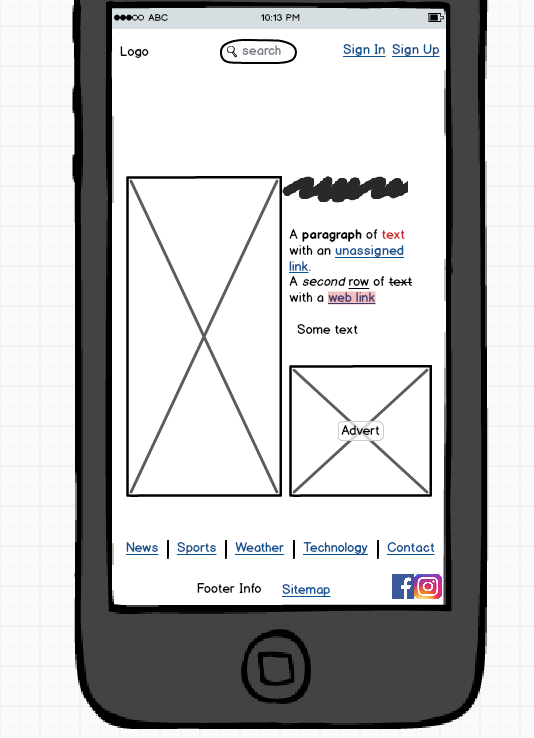 ABC 10:13 PM
Logo search Sign In Sign Up
A paragraph of text
with an unassigned
link.
A second row of text
with a web link
Some text
Advert
News Sports Weather Technology Contact
Footer Info Sitemap